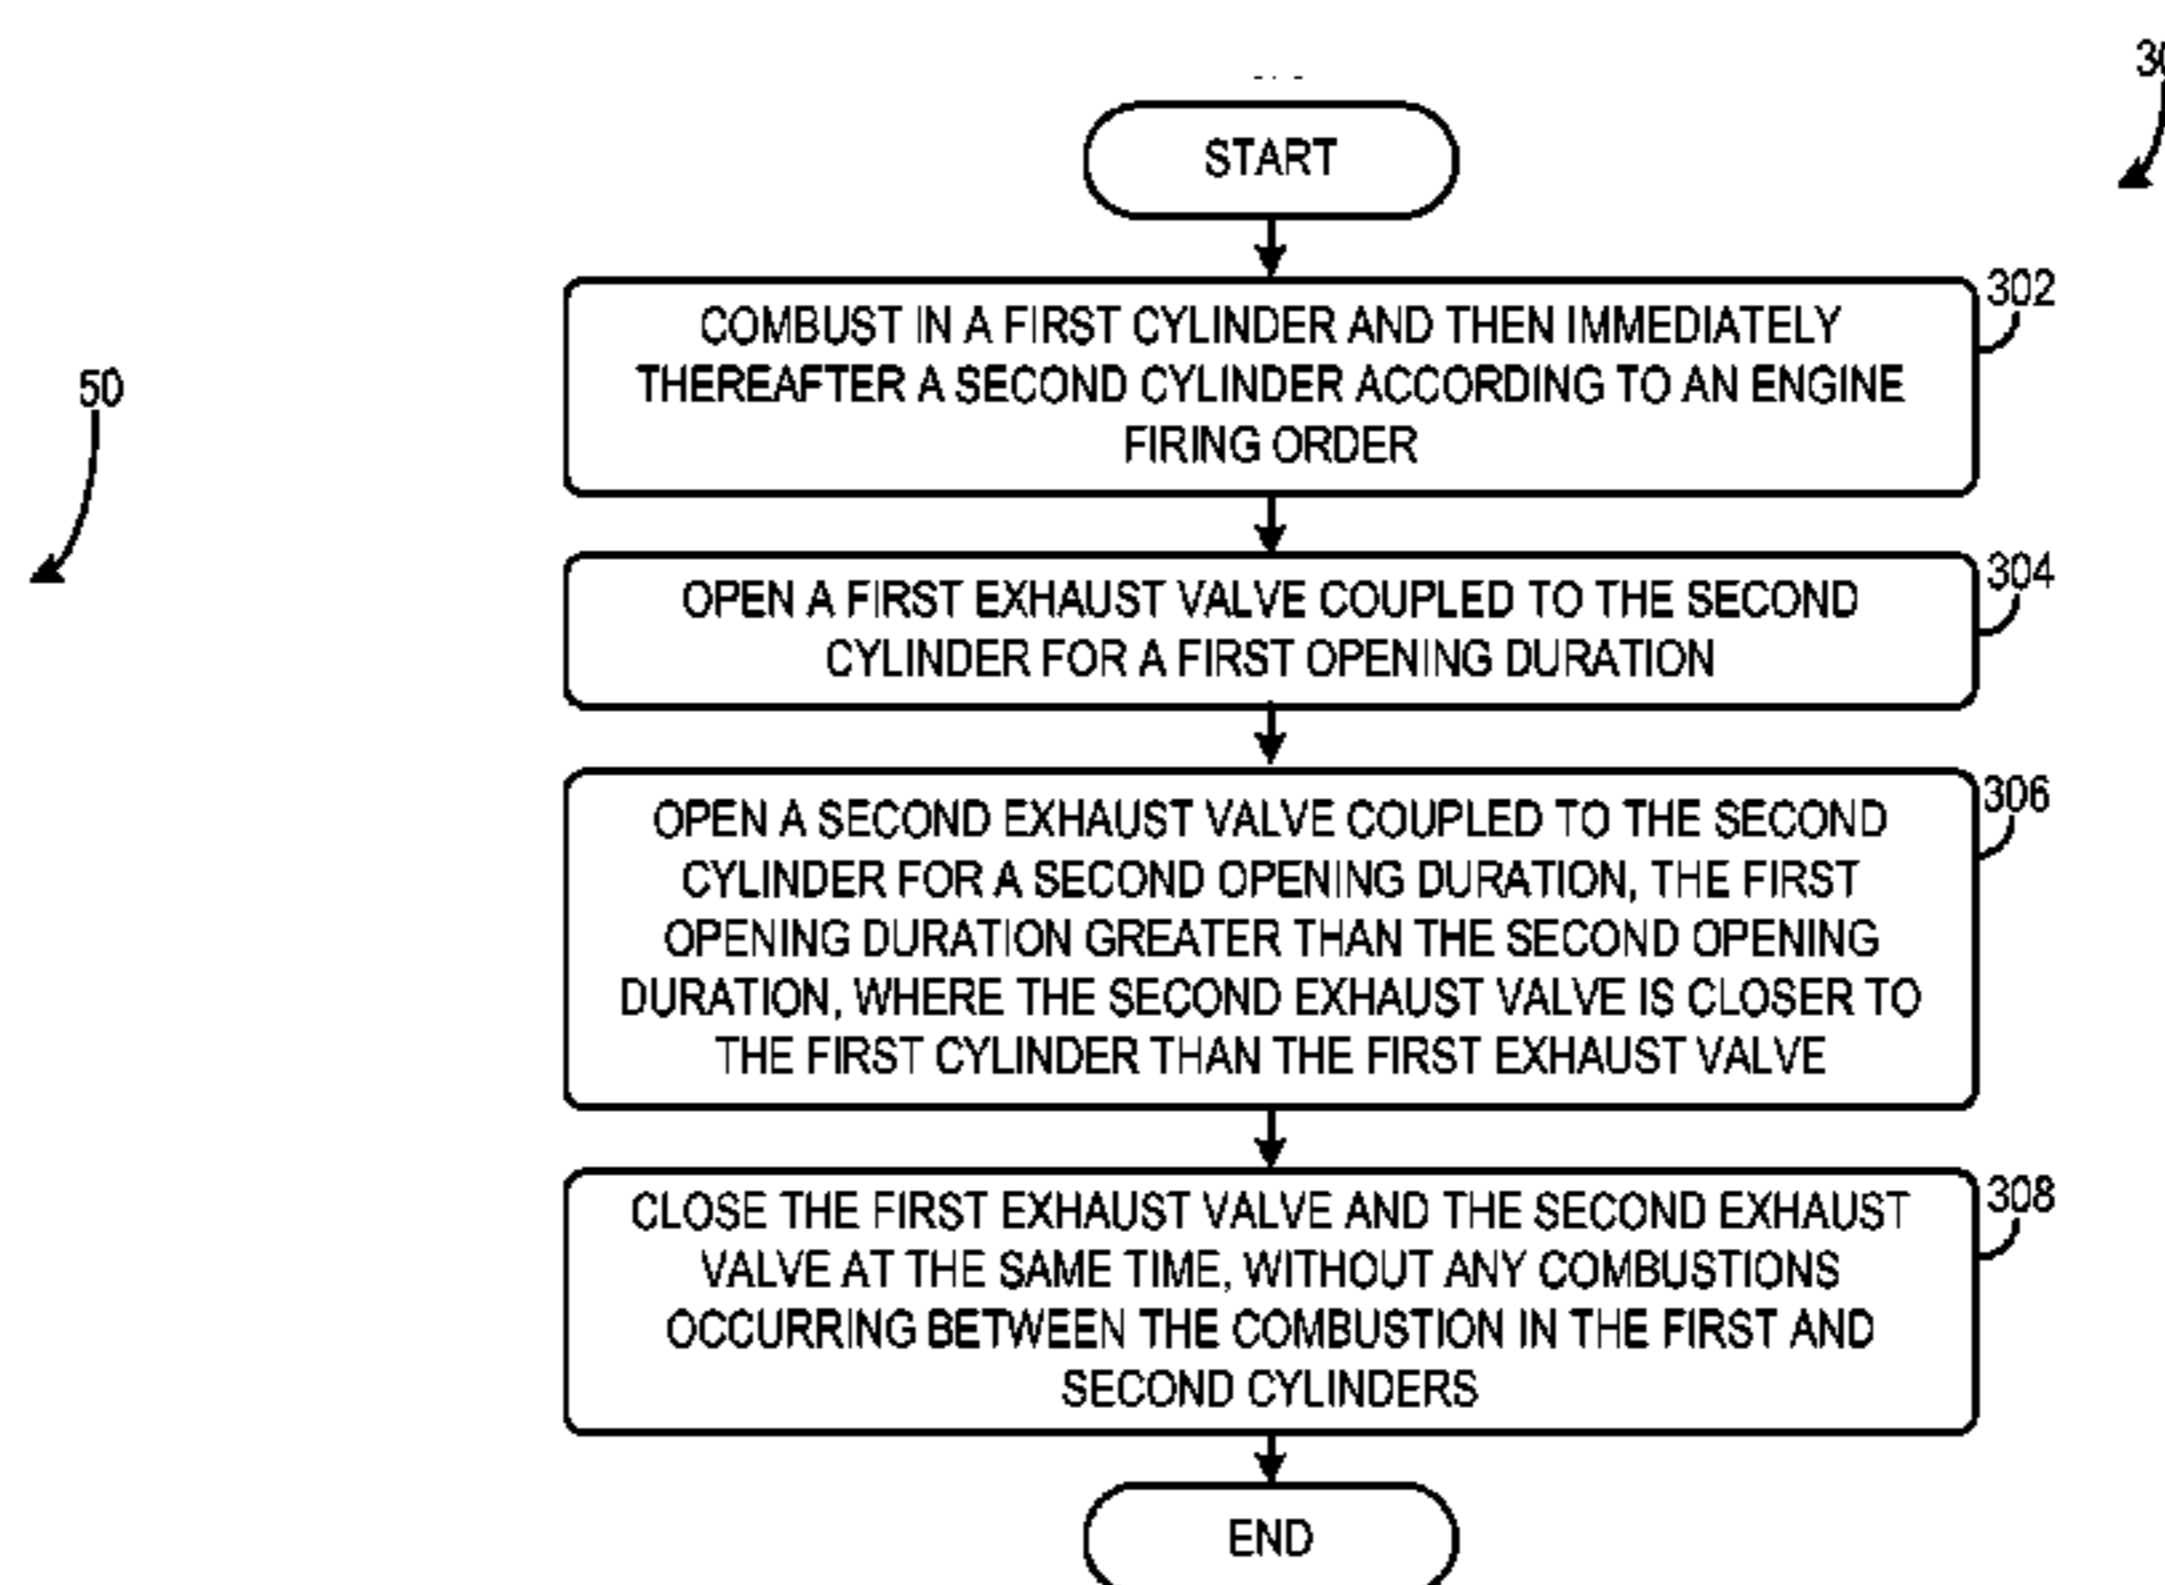 START
302
COMBUST IN A FIRST CYLINDER AND THEN IMMEDIATELY
THEREAFTER A SECOND CYLINDER ACCORDING TO AN ENGINE
FIRING ORDER
50
304
OPEN A FIRST EXHAUST VALVE COUPLED TO THE SECOND
CYLINDER FOR A FIRST OPENING DURATION
306
OPEN A SECOND EXHAUST VALVE COUPLED TO THE SECOND
CYLINDER FOR A SECOND OPENING DURATION, THE FIRST
OPENING DURATION GREATER THAN THE SECOND OPENING
DURATION, WHERE THE SECOND EXHAUST VALVE IS CLOSER TO
THE FIRST CYLINDER THAN THE FIRST EXHAUST VALVE
308
CLOSE THE FIRST EXHAUST VALVE AND THE SECOND EXHAUST
VALVE AT THE SAME TIME, WITHOUT ANY COMBUSTIONS
OCCURRING BETWEEN THE COMBUSTION IN THE FIRST AND
SECOND CYLINDERS
END